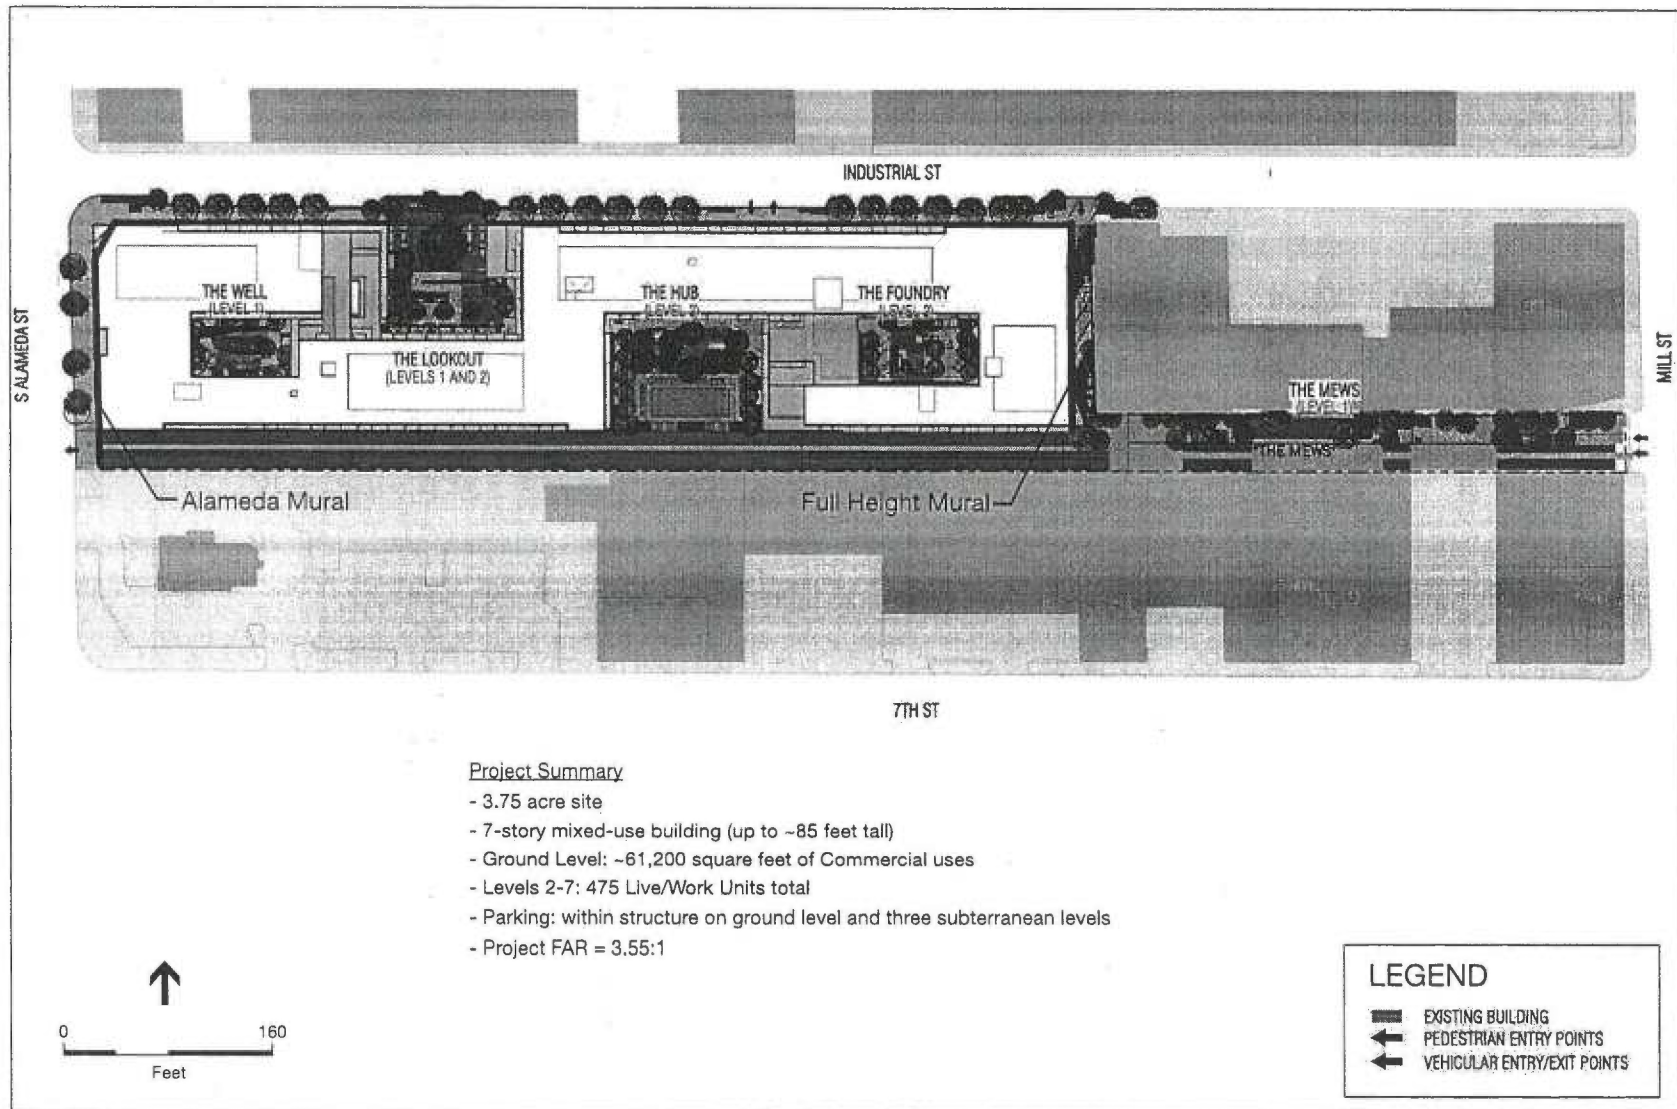 INDUSTRIAL ST
S ALAMEDA ST
MILL ST
THE WELL
(LEVEL 1)
THE LOOKOUT
(LEVELS 1 AND 2)
THE HUB
THE FOUNDRY
THE MEWS
(LEVEL 1)
THE MEWS
Alameda Mural
Full Height Mural
7TH ST
Project Summary
- 3.75 acre site
- 7-story mixed-use building (up to ~85 feet tall)
- Ground Level: ~61,200 square feet of Commercial uses
- Levels 2-7: 475 Live/Work Units total
- Parking: within structure on ground level and three subterranean levels
- Project FAR = 3.55:1
0 160
Feet
LEGEND
EXISTING BUILDING
PEDESTRIAN ENTRY POINTS
VEHICULAR ENTRY/EXIT POINTS